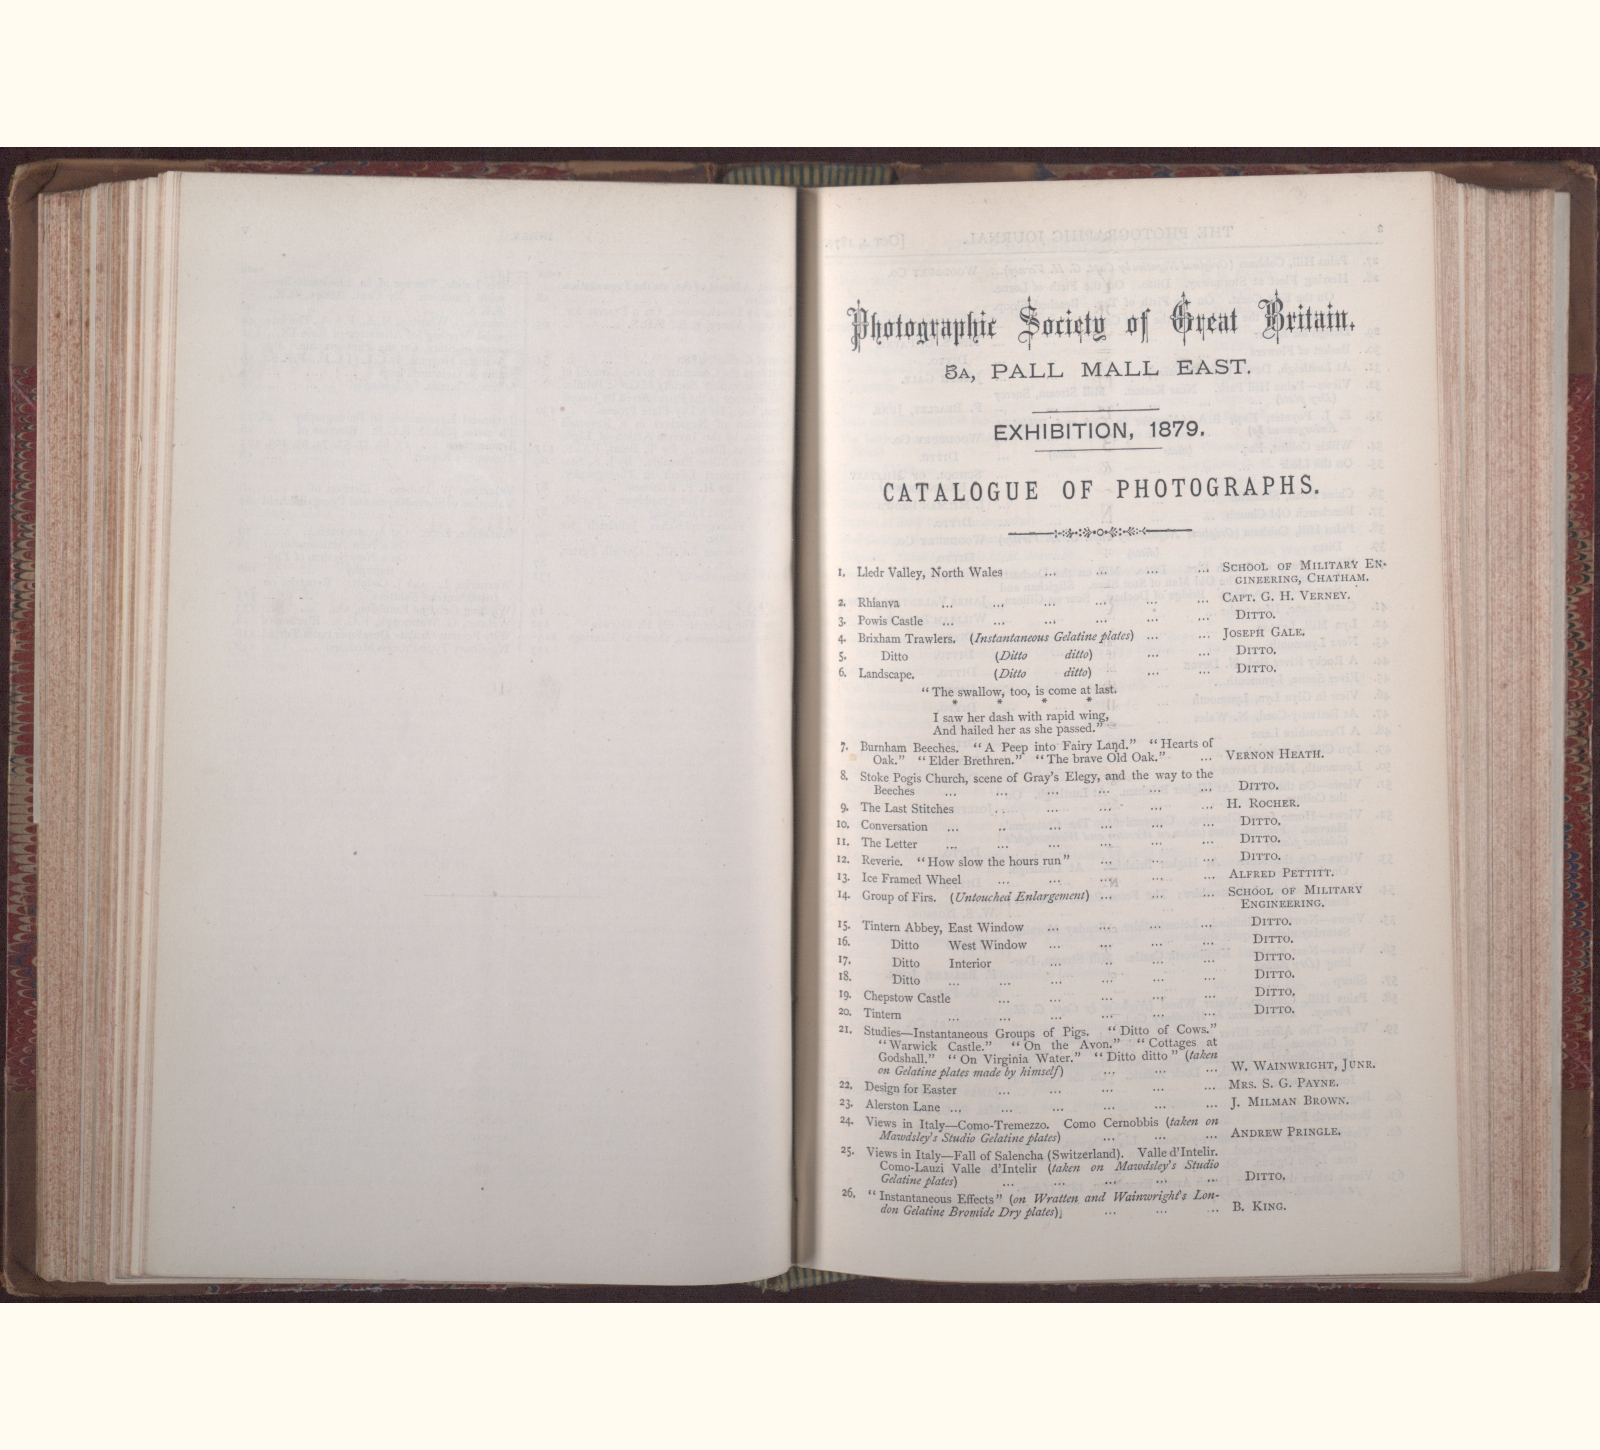 Photographic Society of Great Britain.
5A, PALL MALL EAST.
EXHIBITION, 1879.
CATALOGUE OF PHOTOGRAPHS.
1. Lledr Valley, North Wales ... ... ... ... SCHOOL OF MILITARY EN-
GINEERING, CHATHAM.
2. Rhianva ... ... ... ... ... ... CAPT. G. H. VERNEY.
3. Powis Castle ... ... ... ... ... ... DITTO.
4. Brixham Trawlers. (Instantaneous Gelatine plates) ... ... JOSEPH GALE.
5. Ditto (Ditto ditto) ... ... DITTO.
6. Landscape. (Ditto ditto) ... ... DITTO.
"The swallow, too, is come at last.
* * * *
I saw her dash with rapid wing,
And hailed her as she passed."
7. Burnham Beeches. "A Peep into Fairy Land." "Hearts of
Oak." "Elder Brethren." "The brave Old Oak." ... VERNON HEATH.
8. Stoke Pogis Church, scene of Gray's Elegy, and the way to the
Beeches ... ... ... ... ... ... DITTO.
9. The Last Stitches ... ... ... ... ... H. ROCHER.
10. Conversation ... ... ... ... ... ... DITTO.
11. The Letter ... ... ... ... ... ... DITTO.
12. Reverie. "How slow the hours run" ... ... ... DITTO.
13. Ice Framed Wheel ... ... ... ... ... ALFRED PETTITT.
14. Group of Firs. (Untouched Enlargement) ... ... ... SCHOOL OF MILITARY
ENGINEERING.
15. Tintern Abbey, East Window ... ... ... ... DITTO.
16. Ditto West Window ... ... ... ... DITTO.
17. Ditto Interior ... ... ... ... DITTO.
18. Ditto ... ... ... ... ... ... DITTO.
19. Chepstow Castle ... ... ... ... ... DITTO.
20. Tintern ... ... ... ... ... ... DITTO.
21. Studies—Instantaneous Groups of Pigs. "Ditto of Cows."
"Warwick Castle." "On the Avon." "Cottages at
Godshall." "On Virginia Water." "Ditto ditto" (taken
on Gelatine plates made by himself) ... ... ... W. WAINWRIGHT, JUNR.
22. Design for Easter ... ... ... ... ... MRS. S. G. PAYNE.
23. Alerston Lane ... ... ... ... ... ... J. MILMAN BROWN.
24. Views in Italy—Como-Tremezzo. Como Cernobbis (taken on
Mawdsley's Studio Gelatine plates) ... ... ... ANDREW PRINGLE.
25. Views in Italy—Fall of Salencha (Switzerland). Valle d'Intelir.
Como-Lauzi Valle d'Intelir (taken on Mawdsley's Studio
Gelatine plates) ... ... ... ... ... DITTO.
26. "Instantaneous Effects" (on Wratten and Wainwright's Lon-
don Gelatine Bromide Dry plates) ... ... ... B. KING.